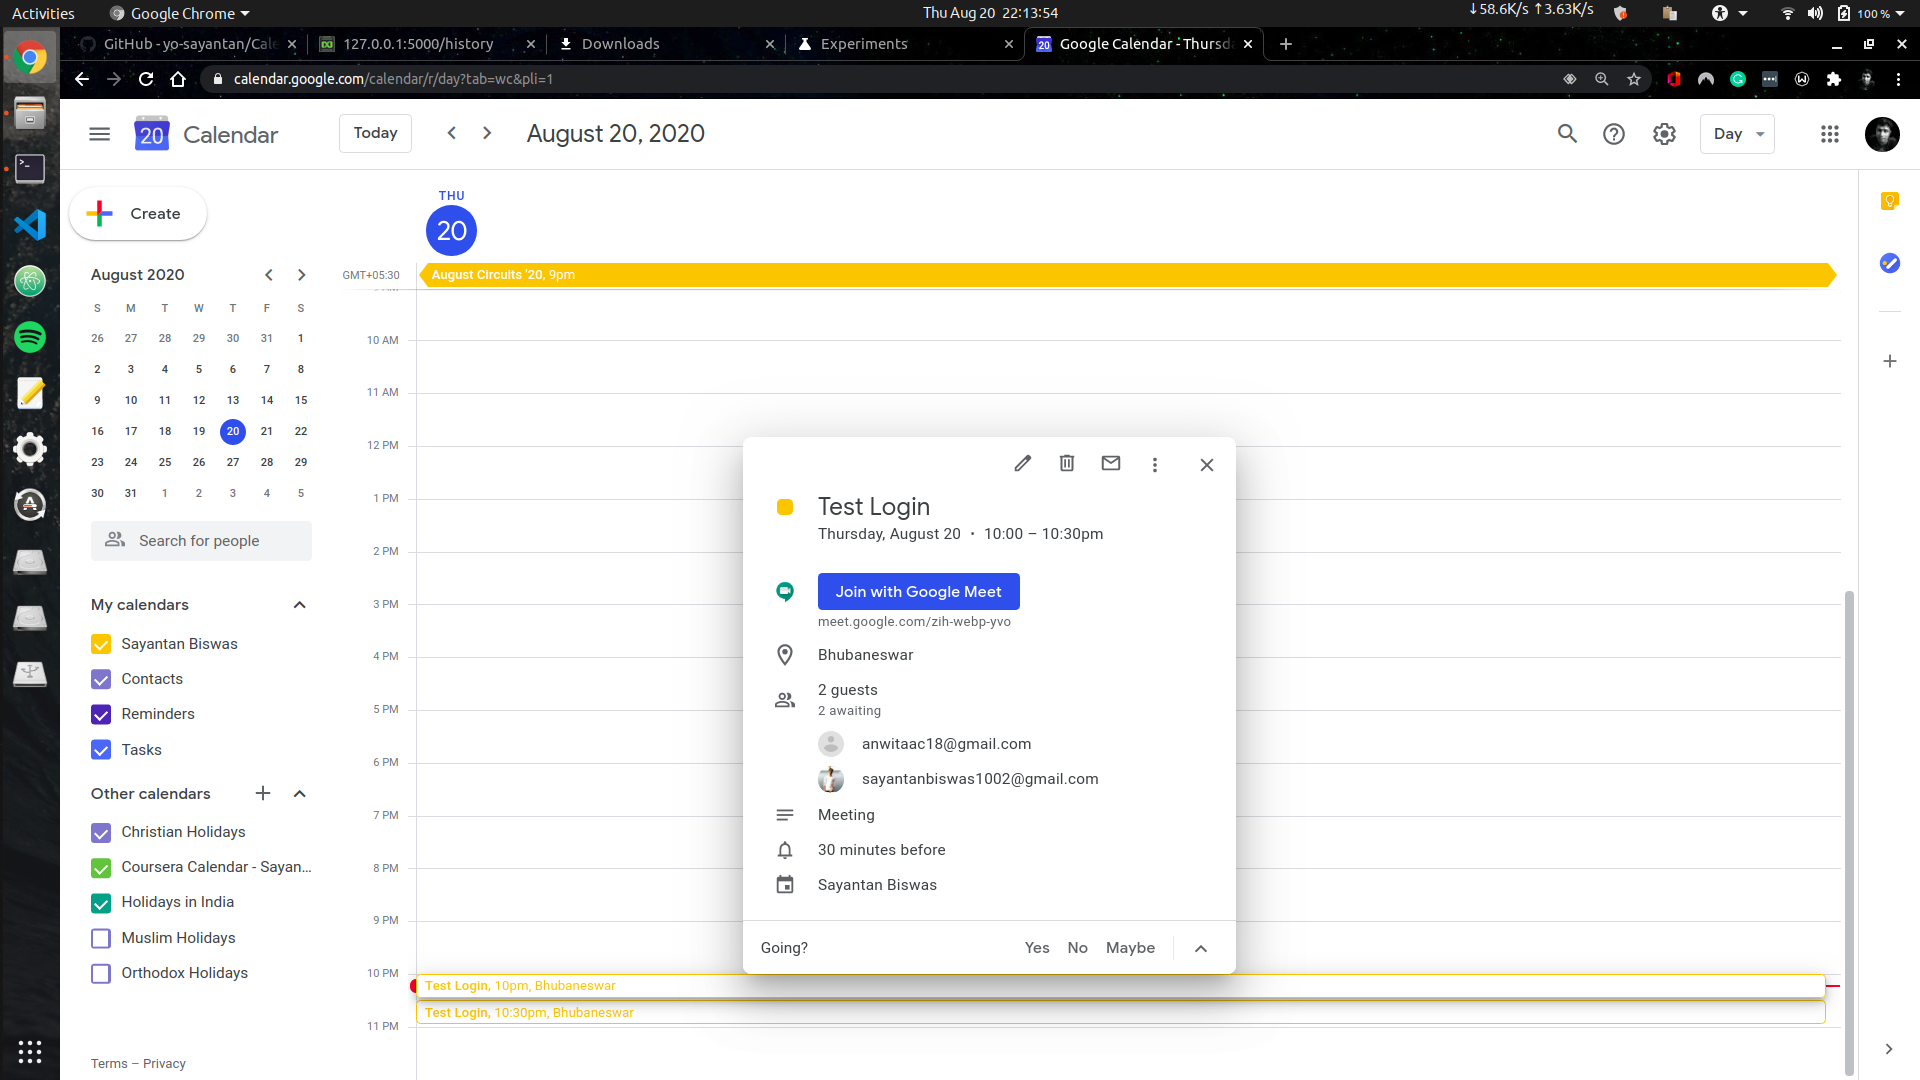 Activities
Google Chrome
Thu Aug 20 22:13:54
↓58.6K/s ↑3.63K/s
100 %
GitHub - yo-sayantan/Cale
127.0.0.1:5000/history
Downloads
Experiments
Google Calendar - Thursda
calendar.google.com/calendar/r/day?tab=wc&pli=1
20
Calendar
Today
August 20, 2020
Day
Create
THU
20
August 2020
GMT+05:30
August Circuits '20, 9pm
S M T W T F S
26 27 28 29 30 31 1
2 3 4 5 6 7 8
9 10 11 12 13 14 15
16 17 18 19 20 21 22
23 24 25 26 27 28 29
30 31 1 2 3 4 5
Search for people
My calendars
Sayantan Biswas
Contacts
Reminders
Tasks
Other calendars
Christian Holidays
Coursera Calendar - Sayan...
Holidays in India
Muslim Holidays
Orthodox Holidays
Terms – Privacy
10 AM
11 AM
12 PM
1 PM
2 PM
3 PM
4 PM
5 PM
6 PM
7 PM
8 PM
9 PM
10 PM
11 PM
Test Login
Thursday, August 20 • 10:00 – 10:30pm
Join with Google Meet
meet.google.com/zih-webp-yvo
Bhubaneswar
2 guests
2 awaiting
anwitaac18@gmail.com
sayantanbiswas1002@gmail.com
Meeting
30 minutes before
Sayantan Biswas
Going?
Yes
No
Maybe
Test Login, 10pm, Bhubaneswar
Test Login, 10:30pm, Bhubaneswar